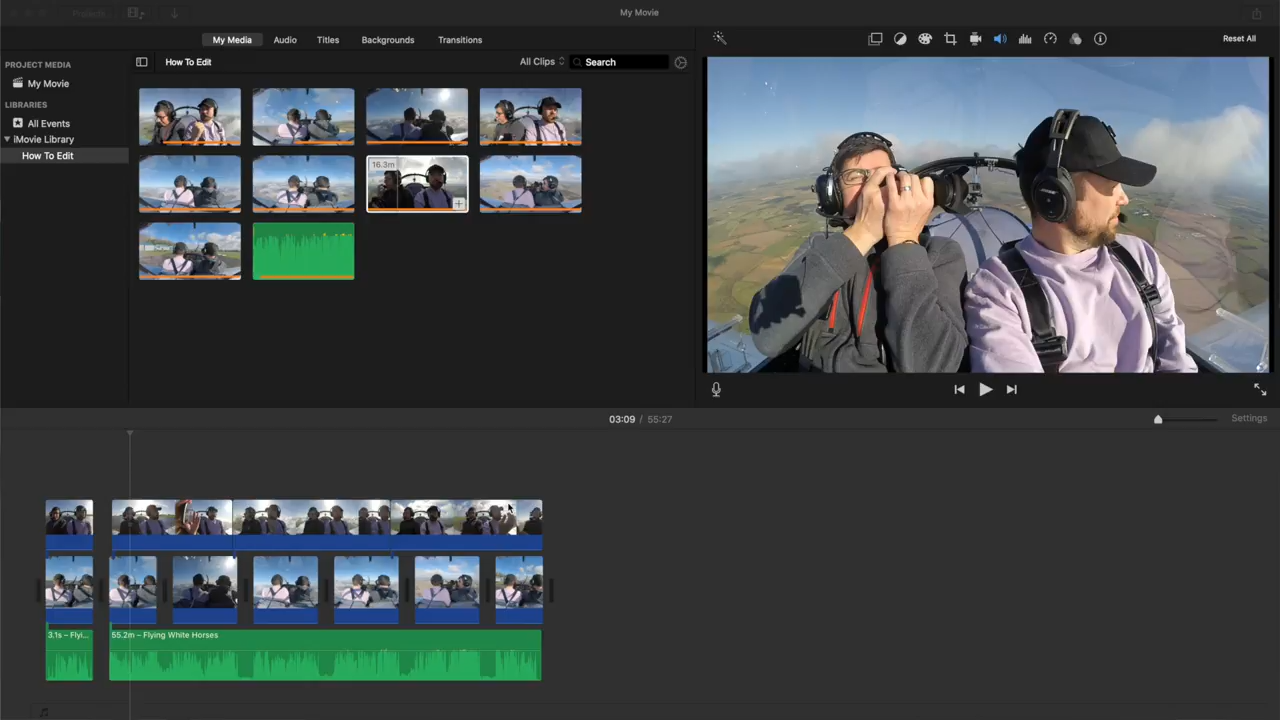 Projects
My Movie
My Media
Audio
Titles
Backgrounds
Transitions
Reset All
PROJECT MEDIA
My Movie
LIBRARIES
All Events
iMovie Library
How To Edit
How To Edit
All Clips
Search
16.3m
03:09 / 55:27
Settings
3.1s – Flyi...
55.2m – Flying White Horses